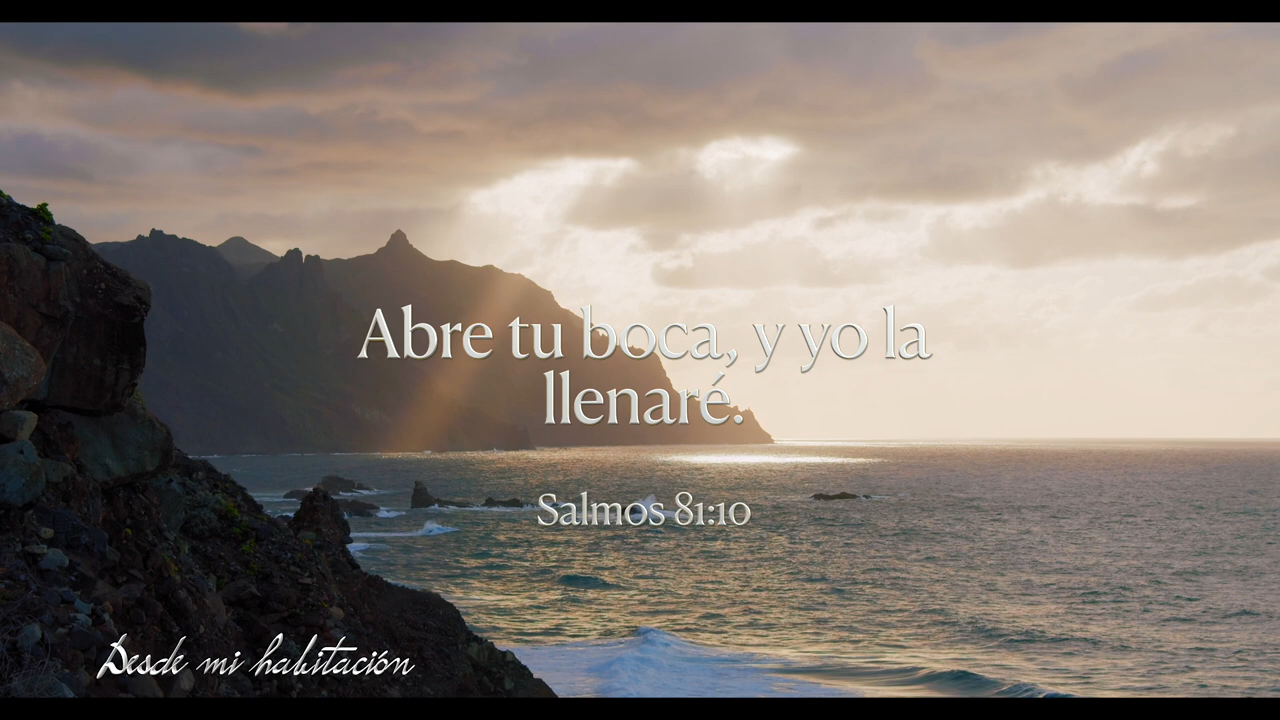 Abre tu boca, y yo la
llenaré.
Salmos 81:10
Desde mi habitación